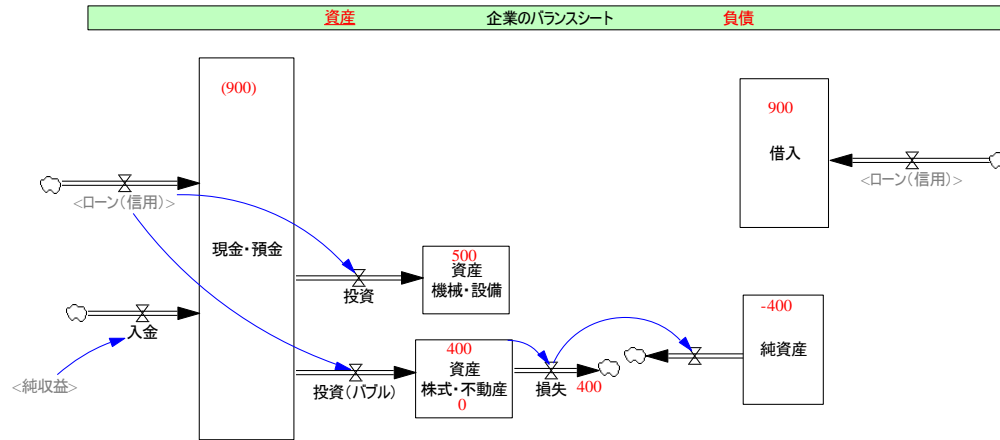 資産 企業のバランスシート 負債
(900)
900
借入
<ローン(信用)>
<ローン(信用)>
現金・預金
500
資産
機械・設備
投資
-400
純資産
入金
400
資産
株式・不動産
0
投資(バブル)
損失
400
<純収益>